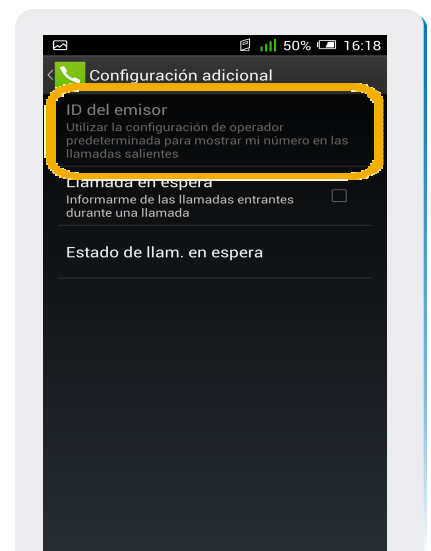 50% 16:18
Configuración adicional
ID del emisor
Utilizar la configuración de operador
predeterminada para mostrar mi número en las
llamadas salientes
Llamada en espera
Informarme de las llamadas entrantes
durante una llamada
Estado de llam. en espera